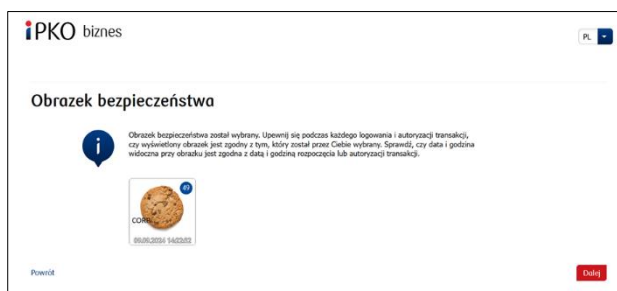 iPKO biznes
PL
Obrazek bezpieczeństwa
Obrazek bezpieczeństwa został wybrany. Upewnij się podczas każdego logowania i autoryzacji transakcji,
czy wyświetlony obrazek jest zgodny z tym, który został przez Ciebie wybrany. Sprawdź, czy data i godzina
widoczna przy obrazku jest zgodna z datą i godziną rozpoczęcia lub autoryzacji transakcji.
49
Powrót
Dalej